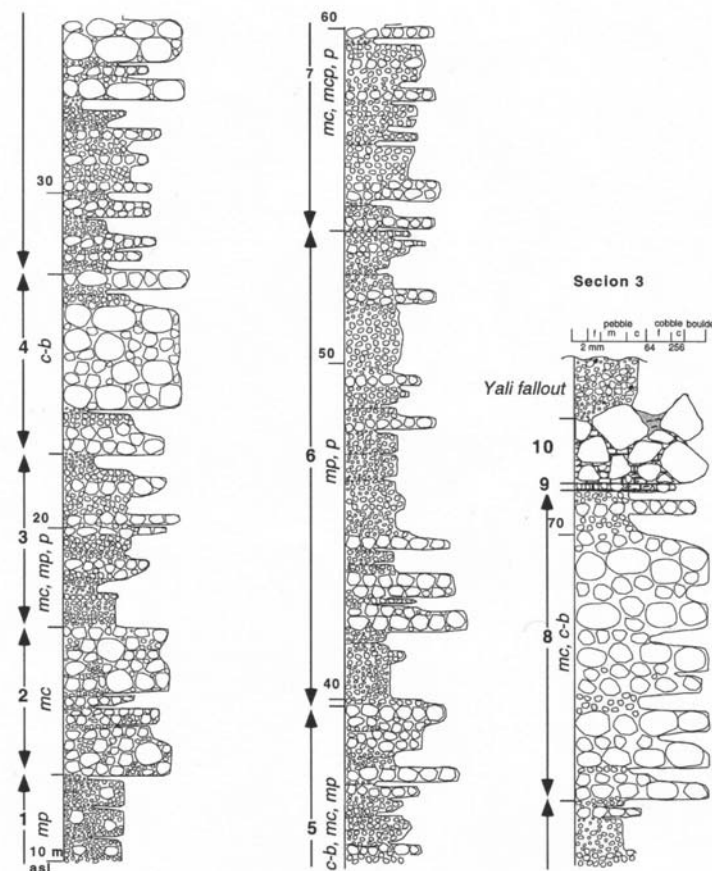 30
4
c-b
20
3
mc, mp, p
2
mc
1
mp
10 m
asl
60
7
mc, mcp, p
50
6
mp, p
40
5
c-b, mc, mp
Secion 3
pebble cobble boulde
f m c f c
2 mm 64 256
Yali fallout
10
9
70
8
mc, c-b